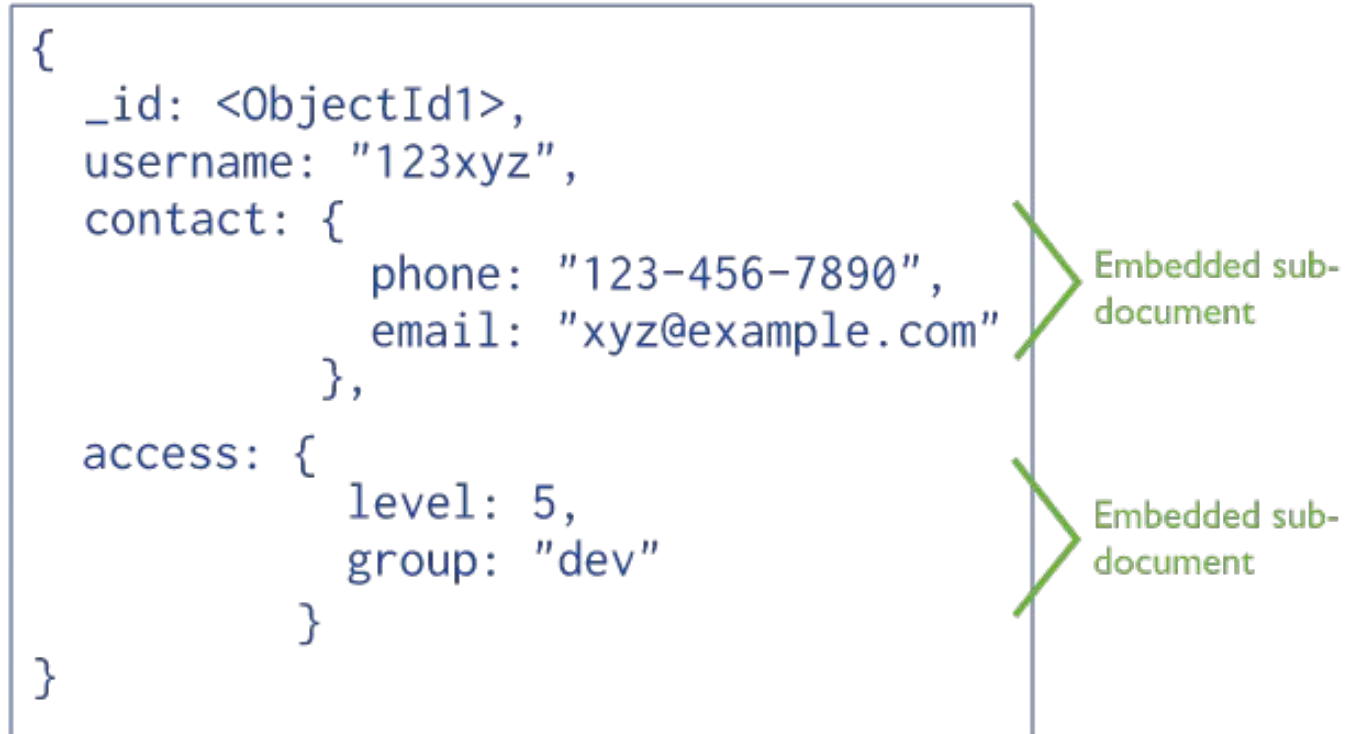 {
_id: <ObjectId1>,
username: "123xyz",
contact: {
phone: "123-456-7890",
email: "xyz@example.com"
},
access: {
level: 5,
group: "dev"
}
}
Embedded sub-
document
Embedded sub-
document